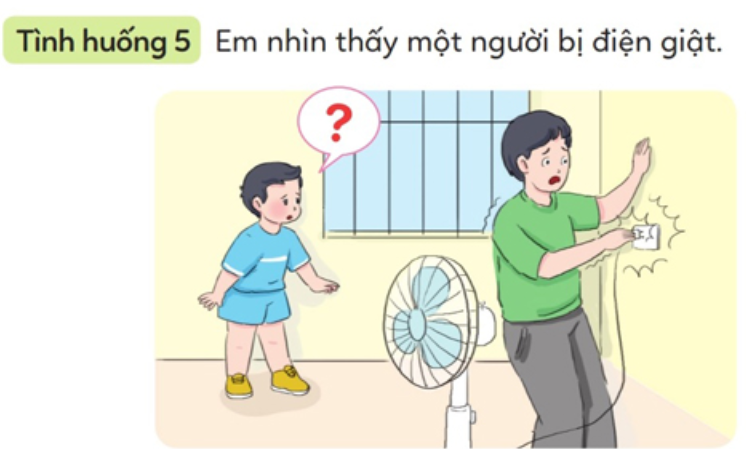 Tình huống 5 Em nhìn thấy một người bị điện giật.
?